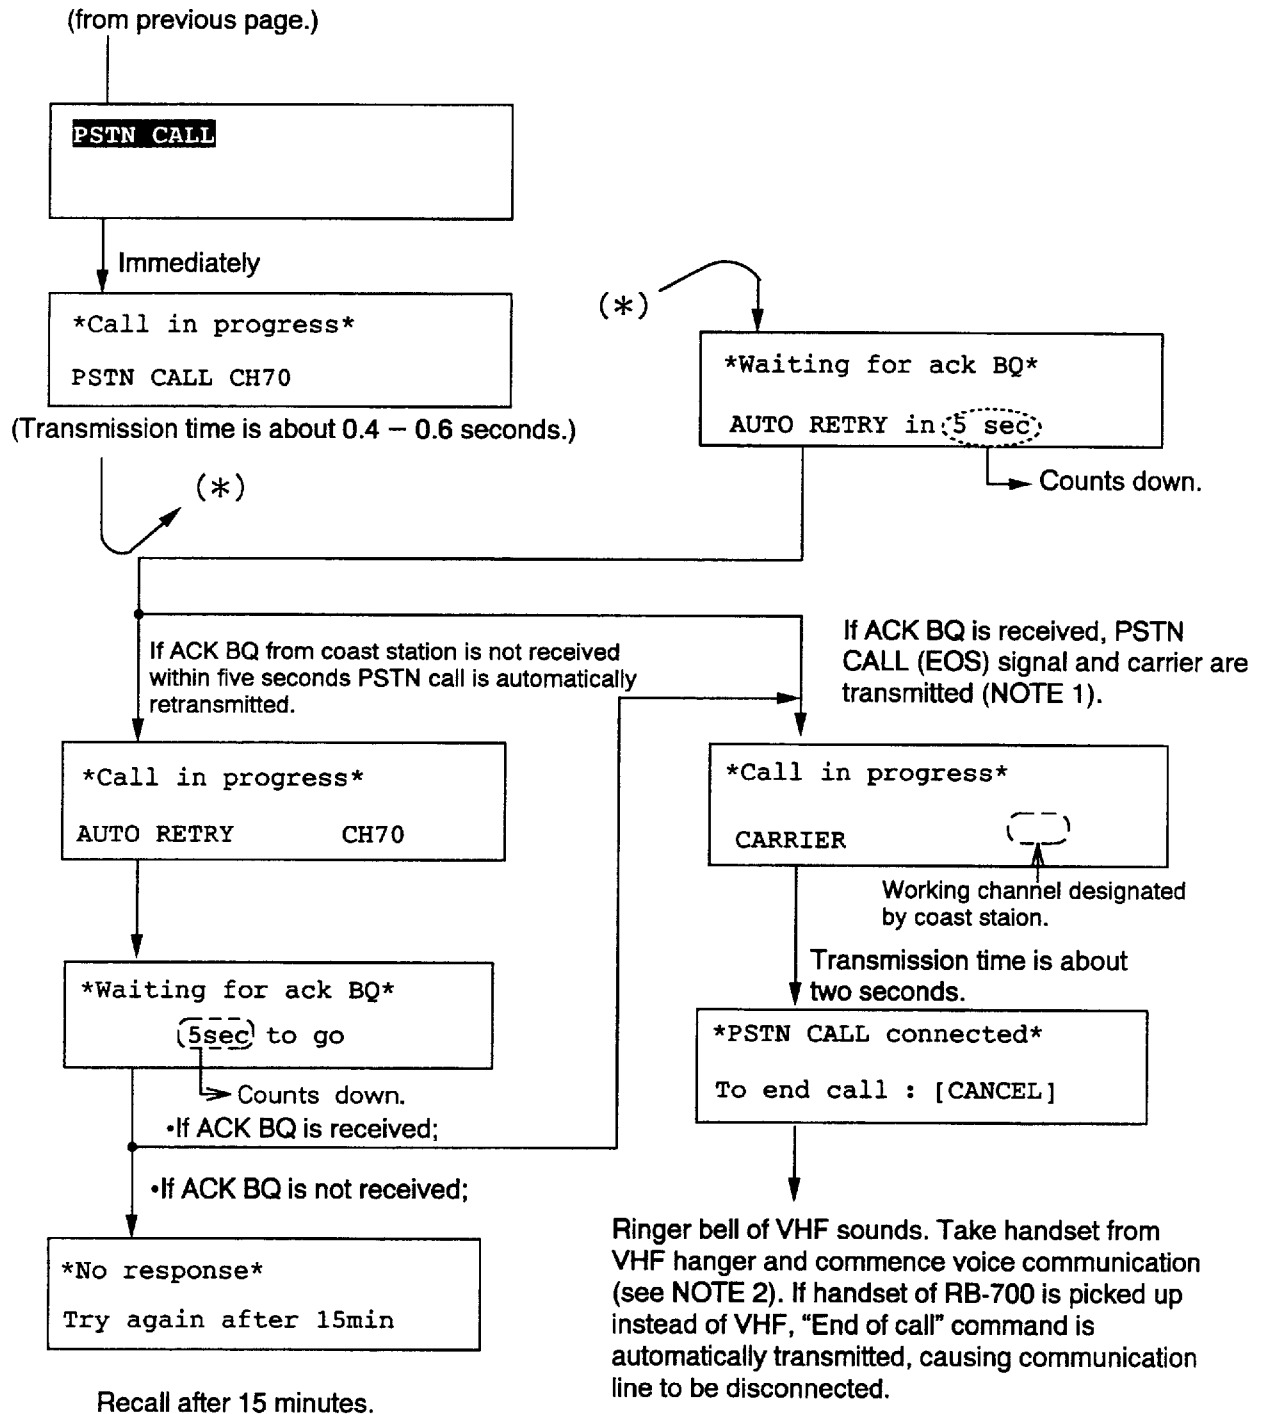 (from previous page.)
PSTN CALL
Immediately
*Call in progress*
PSTN CALL CH70
(Transmission time is about 0.4 – 0.6 seconds.)
(*)
(*)
*Waiting for ack BQ*
AUTO RETRY in 5 sec
Counts down.
If ACK BQ from coast station is not received
within five seconds PSTN call is automatically
retransmitted.
*Call in progress*
AUTO RETRY CH70
*Waiting for ack BQ*
5sec to go
Counts down.
•If ACK BQ is received;
•If ACK BQ is not received;
*No response*
Try again after 15min
Recall after 15 minutes.
If ACK BQ is received, PSTN
CALL (EOS) signal and carrier are
transmitted (NOTE 1).
*Call in progress*
CARRIER
Working channel designated
by coast staion.
Transmission time is about
two seconds.
*PSTN CALL connected*
To end call : [CANCEL]
Ringer bell of VHF sounds. Take handset from
VHF hanger and commence voice communication
(see NOTE 2). If handset of RB-700 is picked up
instead of VHF, “End of call” command is
automatically transmitted, causing communication
line to be disconnected.